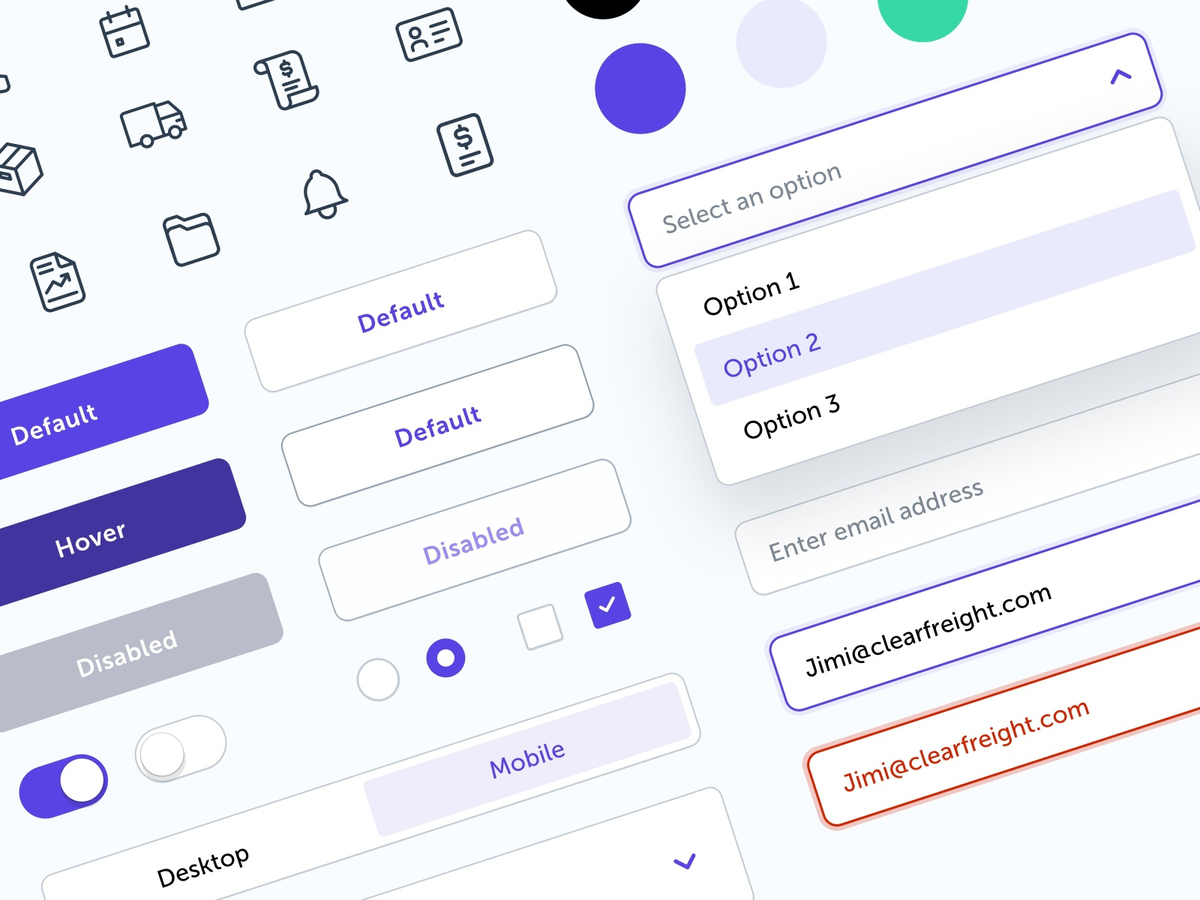 $
$
Default
Hover
Disabled
Default
Default
Disabled
Desktop
Mobile
Select an option
Option 1
Option 2
Option 3
Enter email address
Jimi@clearfreight.com
Jimi@clearfreight.com